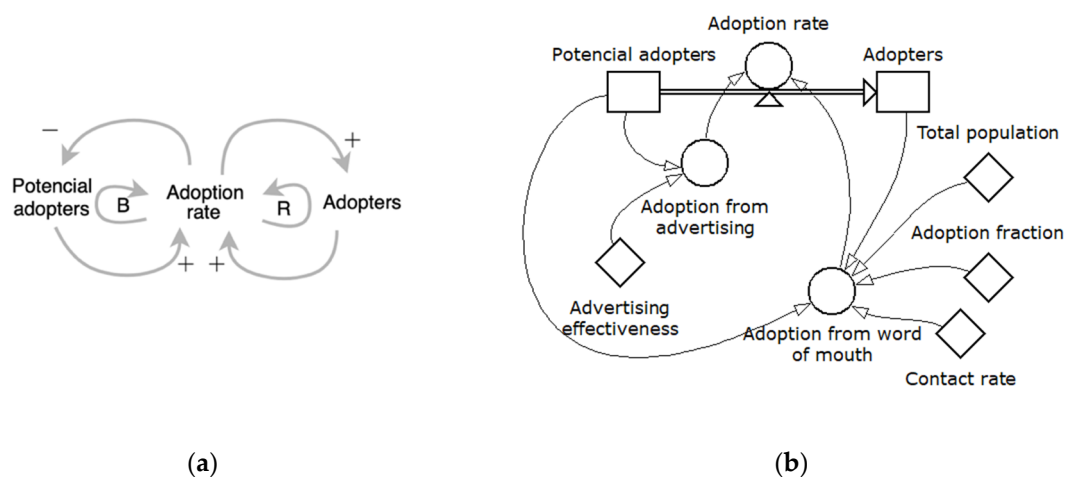 −
+
Potencial
adopters
B
Adoption
rate
R
Adopters
+
+
(a)
Adoption rate
Potencial adopters
Adopters
Total population
Adoption from
advertising
Adoption fraction
Advertising
effectiveness
Adoption from word
of mouth
Contact rate
(b)